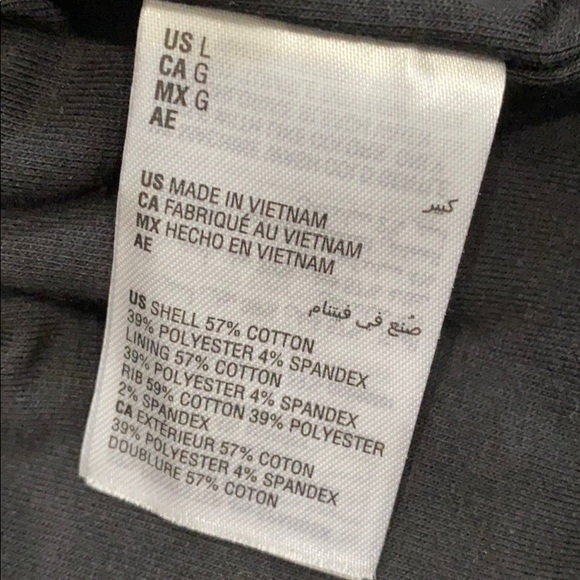 US L
CA G
MX G
AE
كبير
US MADE IN VIETNAM
CA FABRIQUÉ AU VIETNAM
MX HECHO EN VIETNAM
AE
صُنع في فيتنام
US SHELL 57% COTTON
39% POLYESTER 4% SPANDEX
LINING 57% COTTON
39% POLYESTER 4% SPANDEX
RIB 59% COTTON 39% POLYESTER
2% SPANDEX
CA EXTÉRIEUR 57% COTON
39% POLYESTER 4% SPANDEX
DOUBLURE 57% COTON